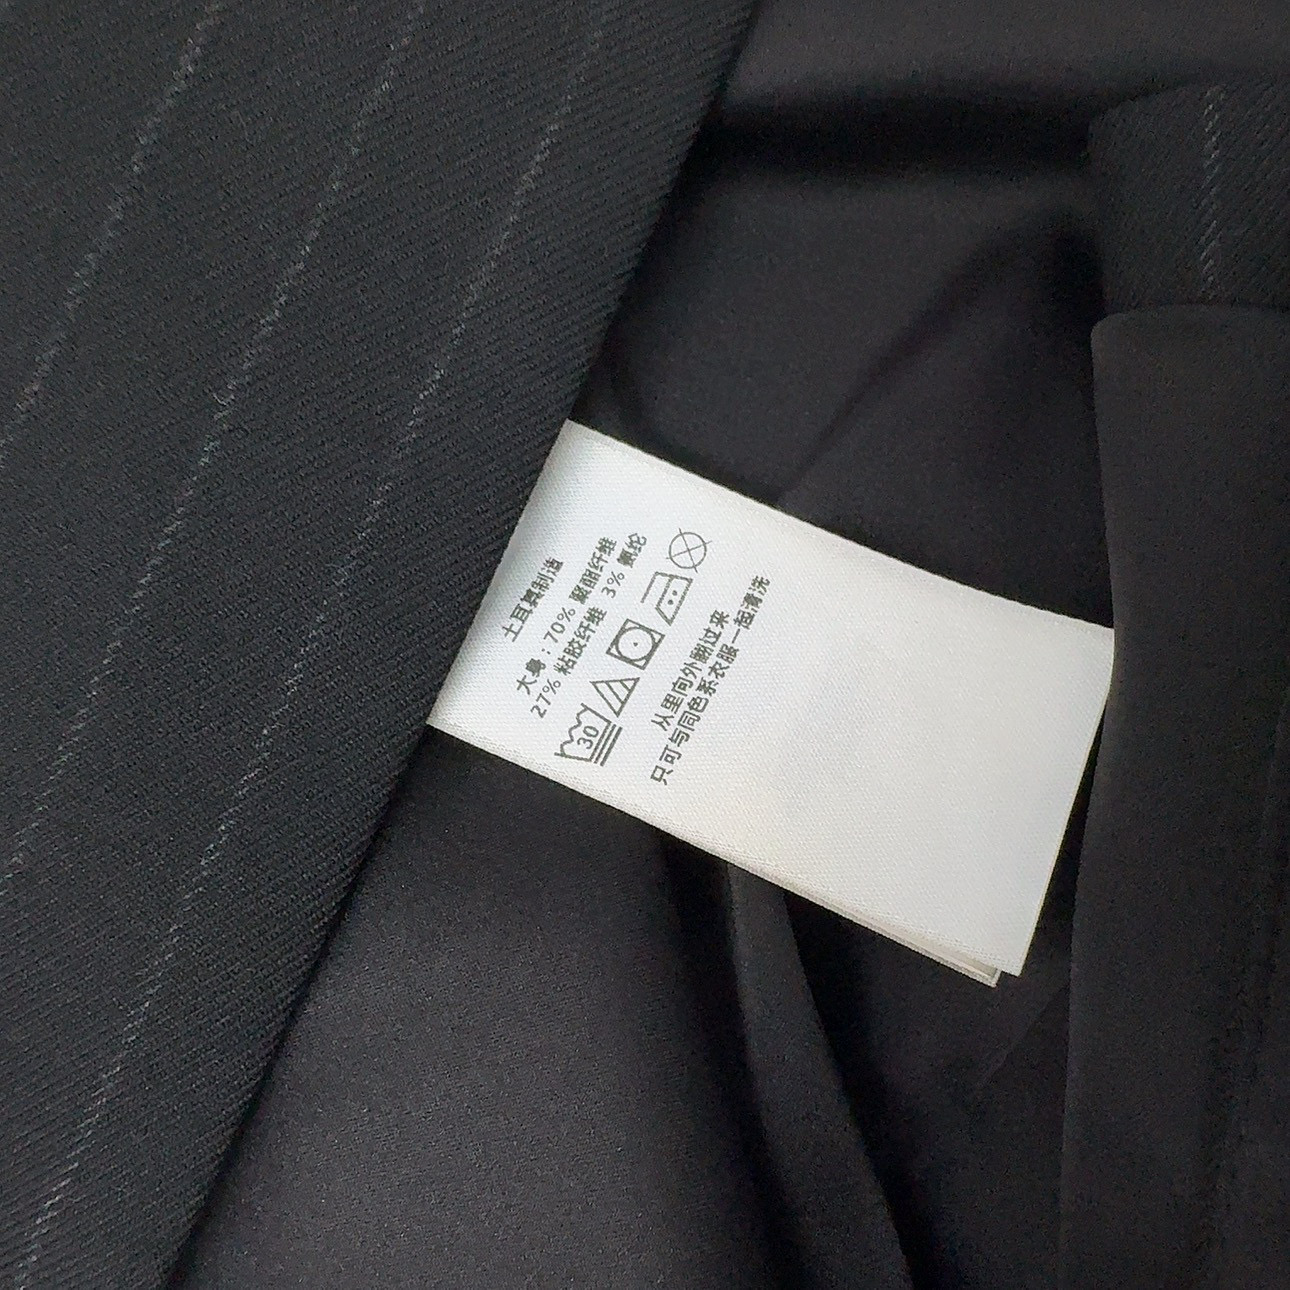 土耳其制造
大身：70% 聚酯纤维
27% 粘胶纤维 3% 氨纶
30
从里向外翻过来
只可与同色系衣服一起清洗